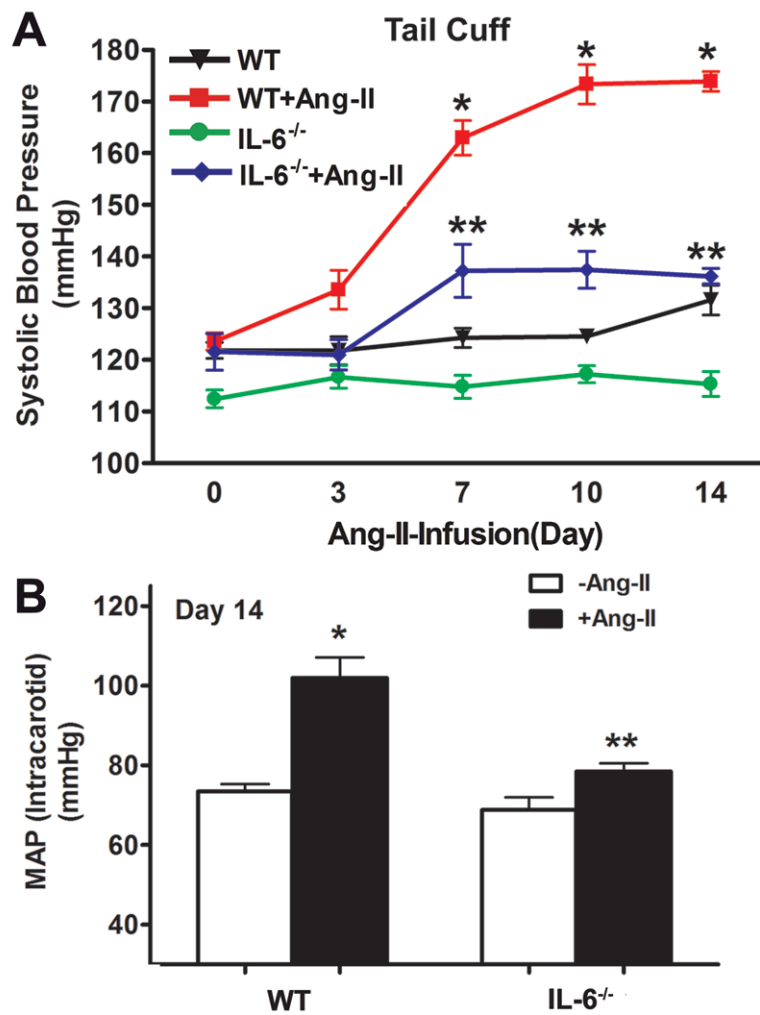 A
Tail Cuff
WT
WT+Ang-II
IL-6-/-
IL-6-/-+Ang-II
* * *
** ** **
Systolic Blood Pressure
(mmHg)
180
170
160
150
140
130
120
110
100
0 3 7 10 14
Ang-II-Infusion(Day)
B
Day 14
-Ang-II
+Ang-II
*
**
MAP (Intracarotid)
(mmHg)
120
100
80
60
40
WT IL-6-/-